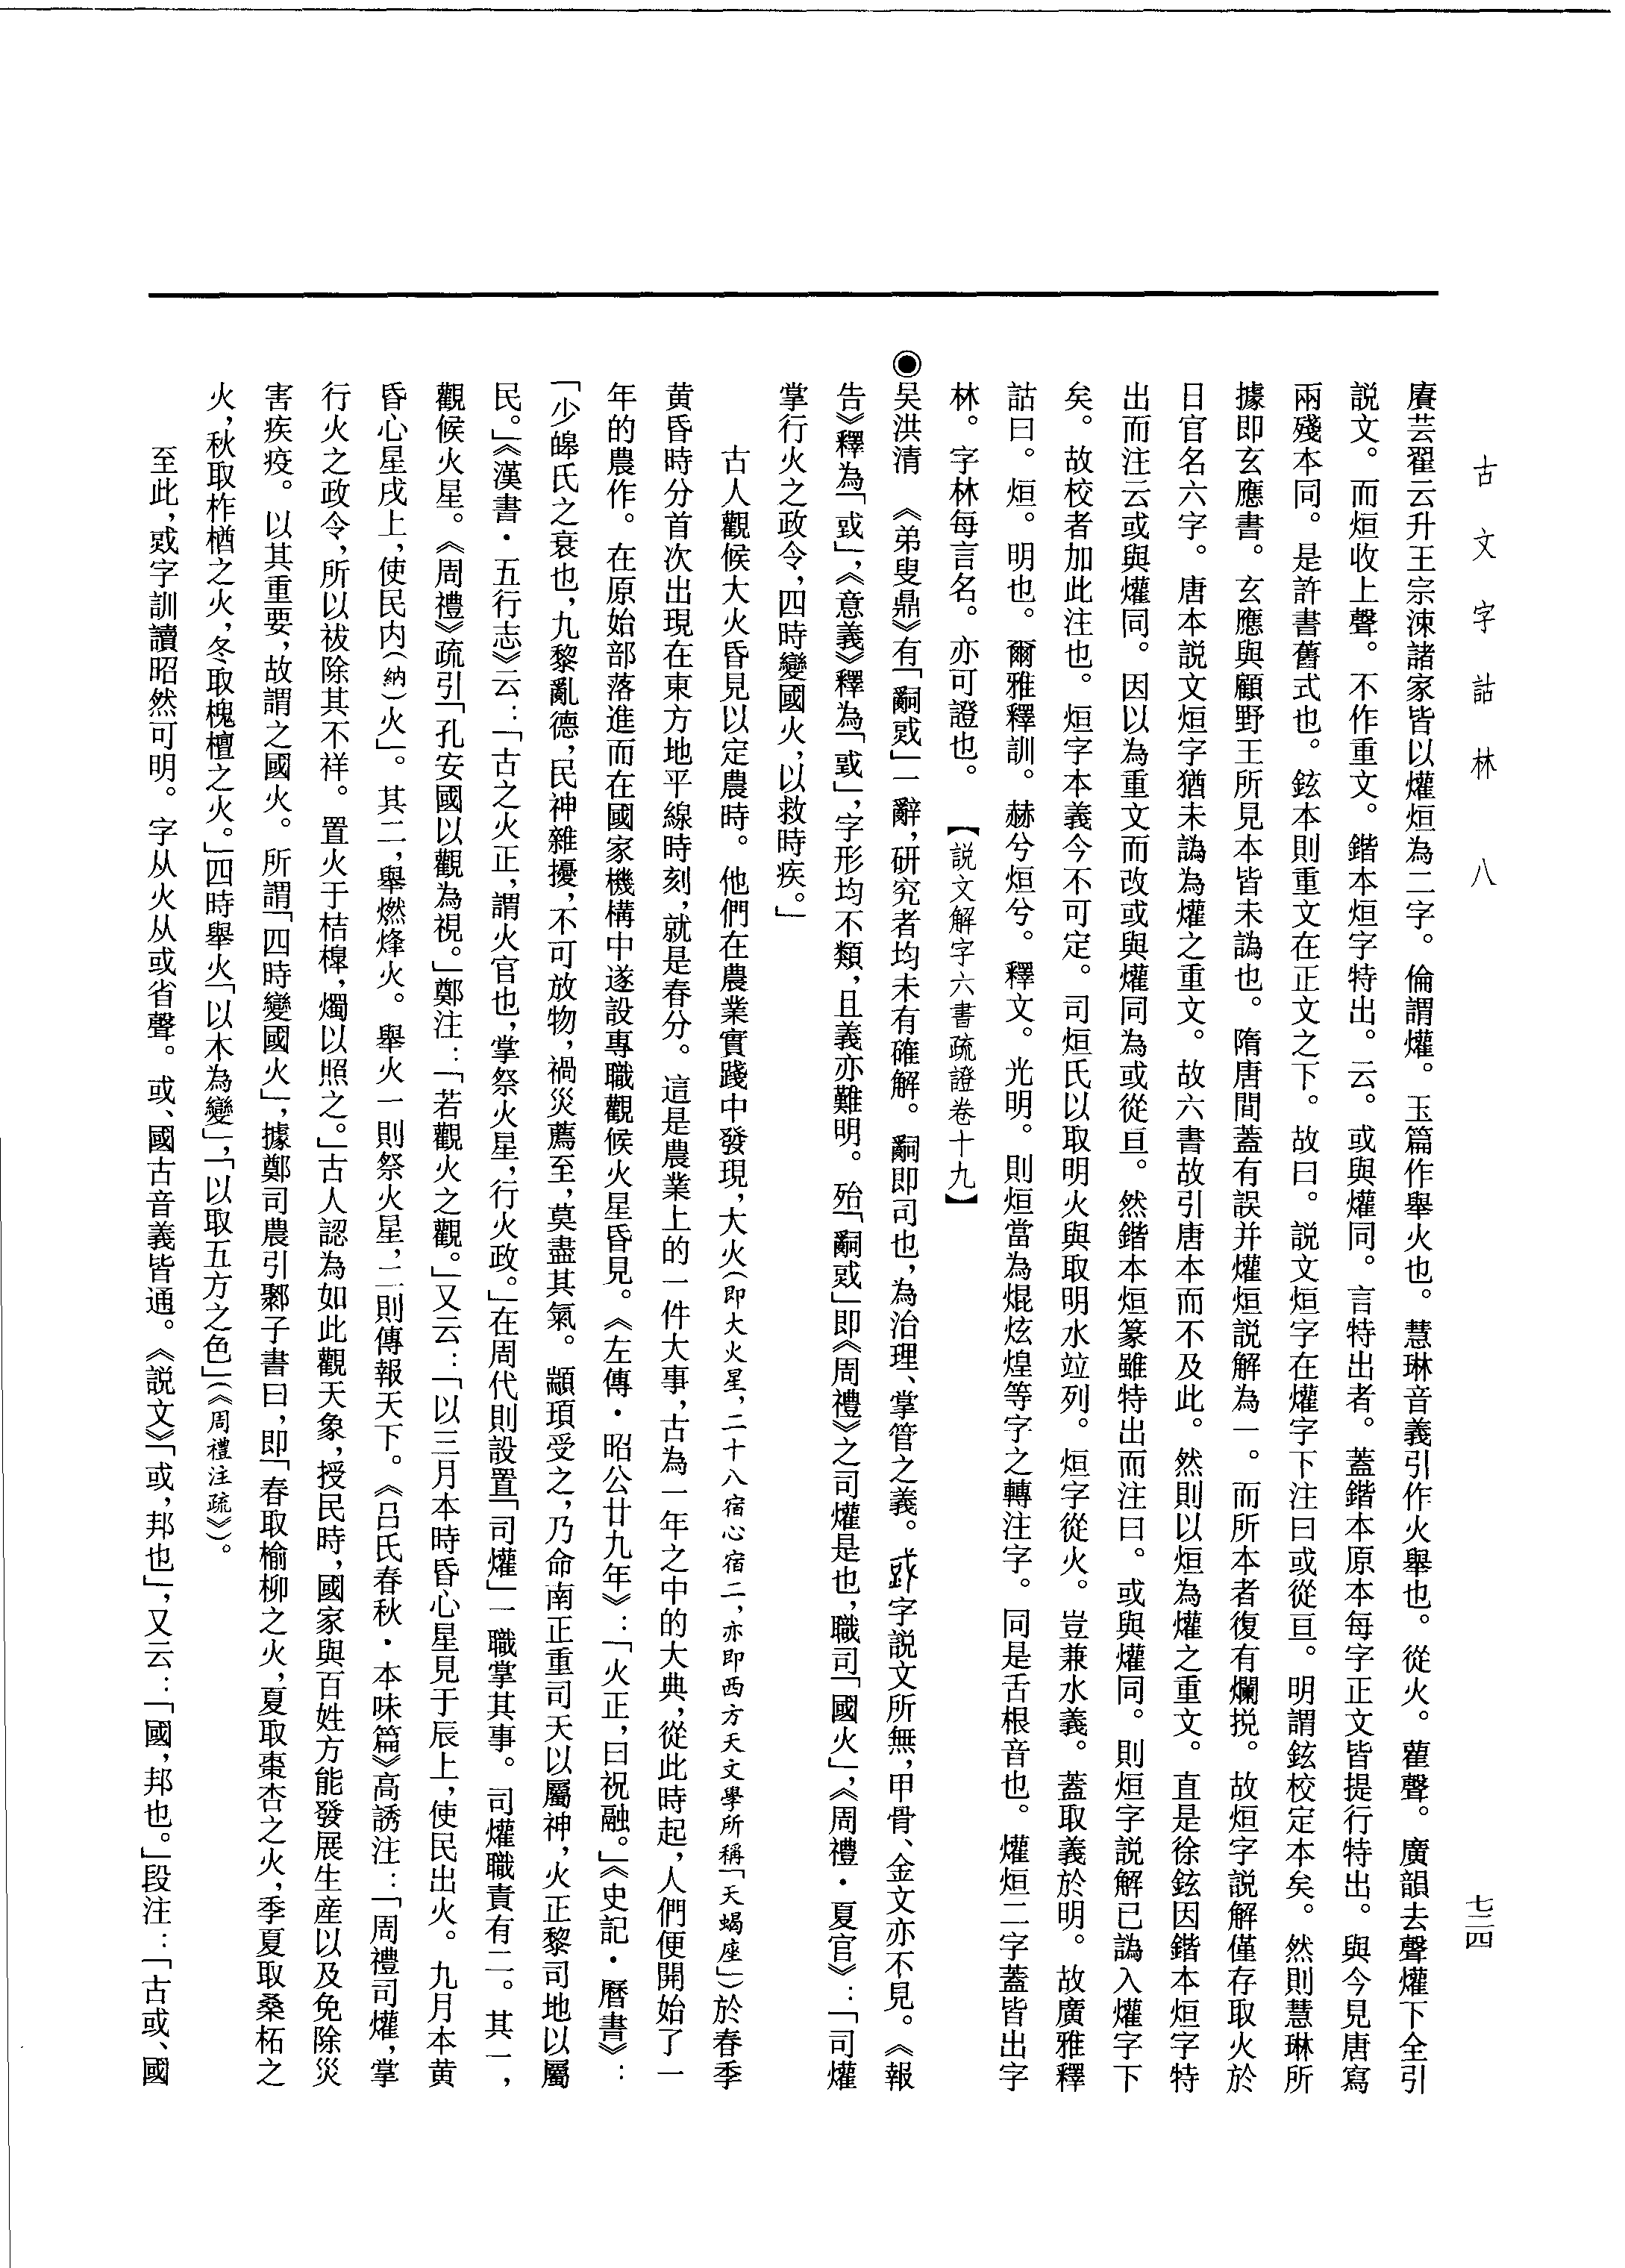 古文字詁林 八
七三四
賡芸翟云升王宗涑諸家皆以爟烜為二字。倫謂爟。玉篇作舉火也。慧琳音義引作火舉也。從火。雚聲。廣韻去聲爟下全引
説文。而烜收上聲。不作重文。鍇本烜字特出。云。或與爟同。言特出者。蓋鍇本原本每字正文皆提行特出。與今見唐寫
兩殘本同。是許書舊式也。鉉本則重文在正文之下。故曰。説文烜字在爟字下注曰或從亘。明謂鉉校定本矣。然則慧琳所
據即玄應書。玄應與顧野王所見本皆未譌也。隋唐間蓋有誤并爟烜説解為一。而所本者復有爛挩。故烜字説解僅存取火於
日官名六字。唐本説文烜字猶未譌為爟之重文。故六書故引唐本而不及此。然則以烜為爟之重文。直是徐鉉因鍇本烜字特
出而注云或與爟同。因以為重文而改或與爟同為或從亘。然鍇本烜篆雖特出而注曰。或與爟同。則烜字説解已譌入爟字下
矣。故校者加此注也。烜字本義今不可定。司烜氏以取明火與取明水竝列。烜字從火。豈兼水義。蓋取義於明。故廣雅釋
詁曰。烜。明也。爾雅釋訓。赫兮烜兮。釋文。光明。則烜當為焜炫煌等字之轉注字。同是舌根音也。爟烜二字蓋皆出字
林。字林每言名。亦可證也。 【説文解字六書疏證卷十九】
◉吴洪清 《弟叟鼎》有「嗣𢦶」一辭，研究者均未有確解。嗣即司也，為治理、掌管之義。字説文所無，甲骨、金文亦不見。《報
告》釋為「或」，《意義》釋為「」，字形均不類，且義亦難明。殆「嗣」即《周禮》之司爟是也，職司「國火」，《周禮·夏官》：「司爟
掌行火之政令，四時變國火，以救時疾。」
古人觀候大火昏見以定農時。他們在農業實踐中發現，大火（即大火星，二十八宿心宿二，亦即西方天文學所稱「天蝎座」）於春季
黄昏時分首次出現在東方地平線時刻，就是春分。這是農業上的一件大事，古為一年之中的大典，從此時起，人們便開始了一
年的農作。在原始部落進而在國家機構中遂設專職觀候火星昏見。《左傳·昭公廿九年》：「火正，曰祝融。」《史記·曆書》：
「少皞氏之衰也，九黎亂德，民神雜擾，不可放物，禍災薦至，莫盡其氣。顓頊受之，乃命南正重司天以屬神，火正黎司地以屬
民。」《漢書·五行志》云：「古之火正，謂火官也，掌祭火星，行火政。」在周代則設置「司爟」一職掌其事。司爟職責有二。其一，
觀候火星。《周禮》疏引「孔安國以觀為視。」鄭注：「若觀火之觀。」又云：「以三月本時昏心星見于辰上，使民出火。九月本黄
昏心星戌上，使民内（納）火」。其二，舉燃烽火。舉火一則祭火星，二則傳報天下。《吕氏春秋·本味篇》高誘注：「周禮司爟，掌
行火之政令，所以祓除其不祥。置火于桔槔，燭以照之。」古人認為如此觀天象，授民時，國家與百姓方能發展生産以及免除災
害疾疫。以其重要，故謂之國火。所謂「四時變國火」，據鄭司農引鄹子書曰，即「春取榆柳之火，夏取棗杏之火，季夏取桑柘之
火，秋取柞楢之火，冬取槐檀之火。」四時舉火「以木為變」，「以取五方之色」（《周禮注疏》）。
至此，字訓讀昭然可明。字从火从或省聲。或、國古音義皆通。《説文》「或，邦也」，又云：「國，邦也。」段注：「古或、國